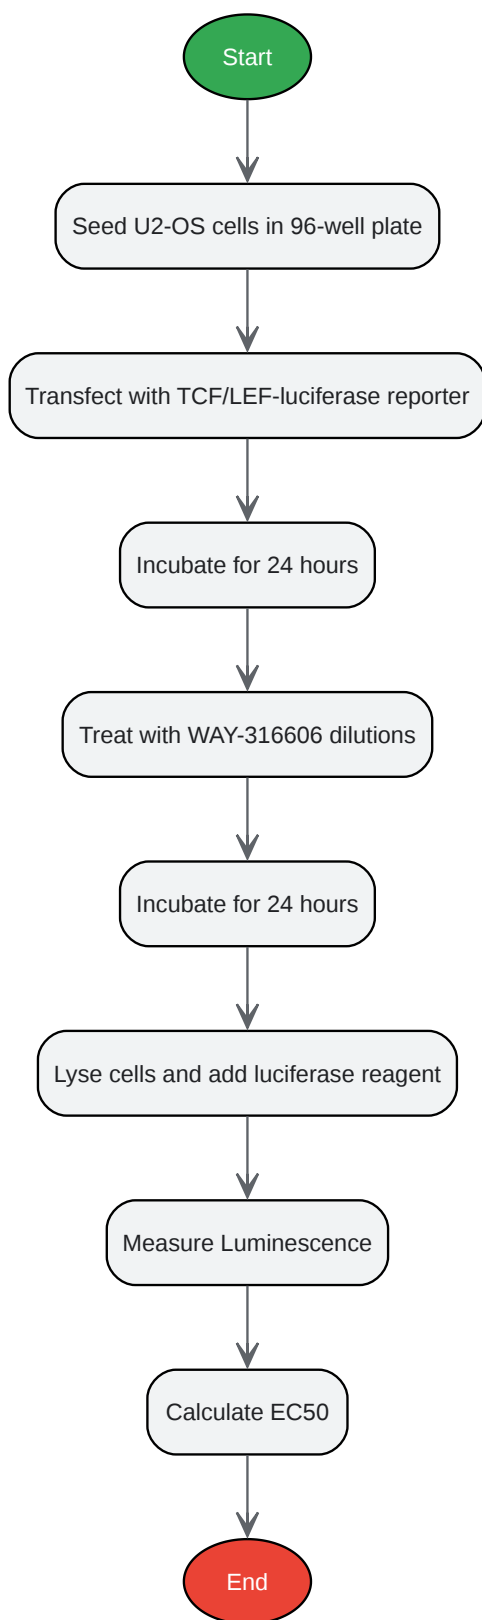 Start
Seed U2-OS cells in 96-well plate
Transfect with TCF/LEF-luciferase reporter
Incubate for 24 hours
Treat with WAY-316606 dilutions
Incubate for 24 hours
Lyse cells and add luciferase reagent
Measure Luminescence
Calculate EC50
End